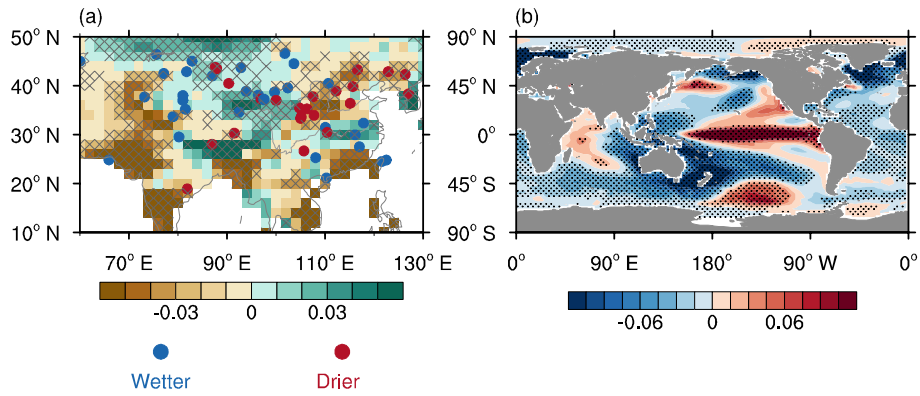 (a)
50° N
40° N
30° N
20° N
10° N
70° E 90° E 110° E 130° E
-0.03 0 0.03
Wetter Drier
(b)
90° N
45° N
0°
45° S
90° S
0° 90° E 180° 90° W 0°
-0.06 0 0.06